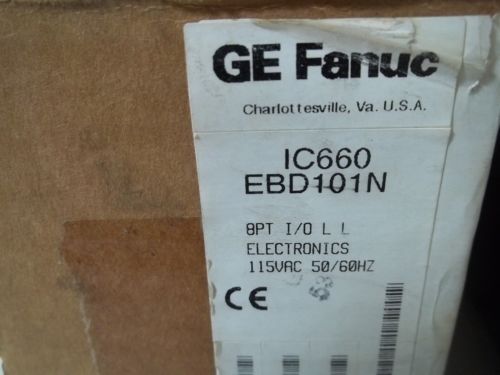 GE Fanuc
Charlottesville, Va. U.S.A.
IC660
EBD101N
8PT I/O L L
ELECTRONICS
115VAC 50/60HZ
CE